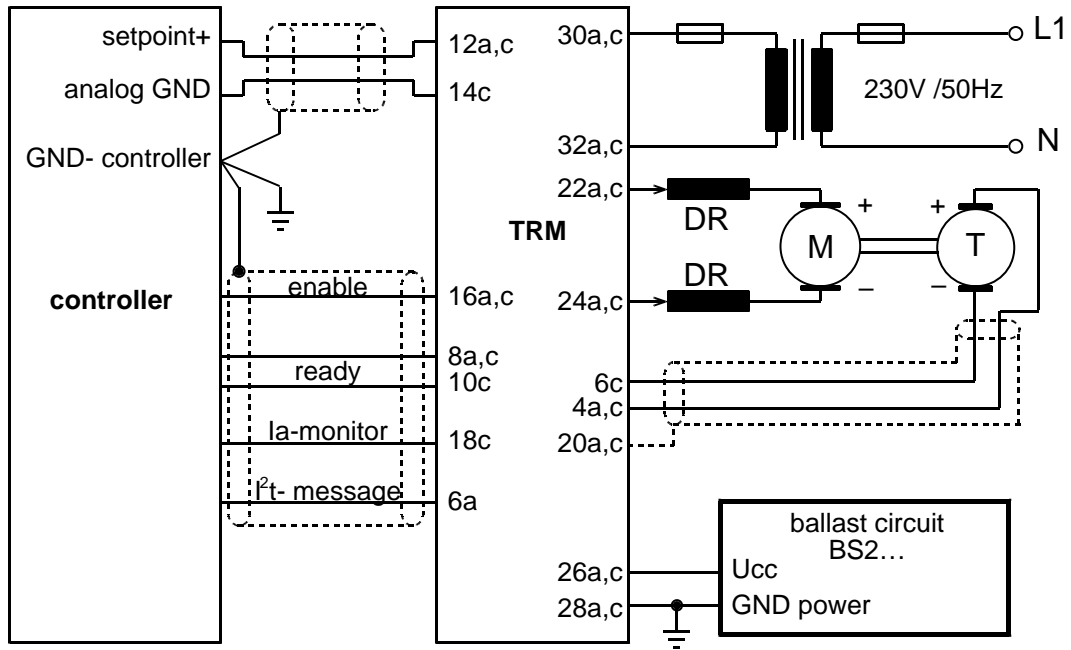 setpoint+
analog GND
GND- controller
controller
enable
ready
Ia-monitor
I²t- message
12a,c
14c
16a,c
8a,c
10c
18c
6a
TRM
30a,c
32a,c
22a,c
24a,c
6c
4a,c
20a,c
26a,c
28a,c
L1
230V /50Hz
N
DR
DR
M
+
–
T
+
–
ballast circuit
BS2…
Ucc
GND power